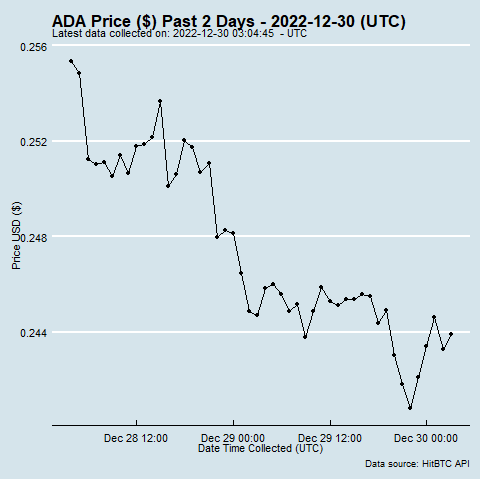 ADA Price ($) Past 2 Days - 2022-12-30 (UTC)
Latest data collected on: 2022-12-30 03:04:45  - UTC
0.256
0.252
0.248
0.244
Price USD ($)
Dec 28 12:00
Dec 29 00:00
Dec 29 12:00
Dec 30 00:00
Date Time Collected (UTC)
Data source: HitBTC API